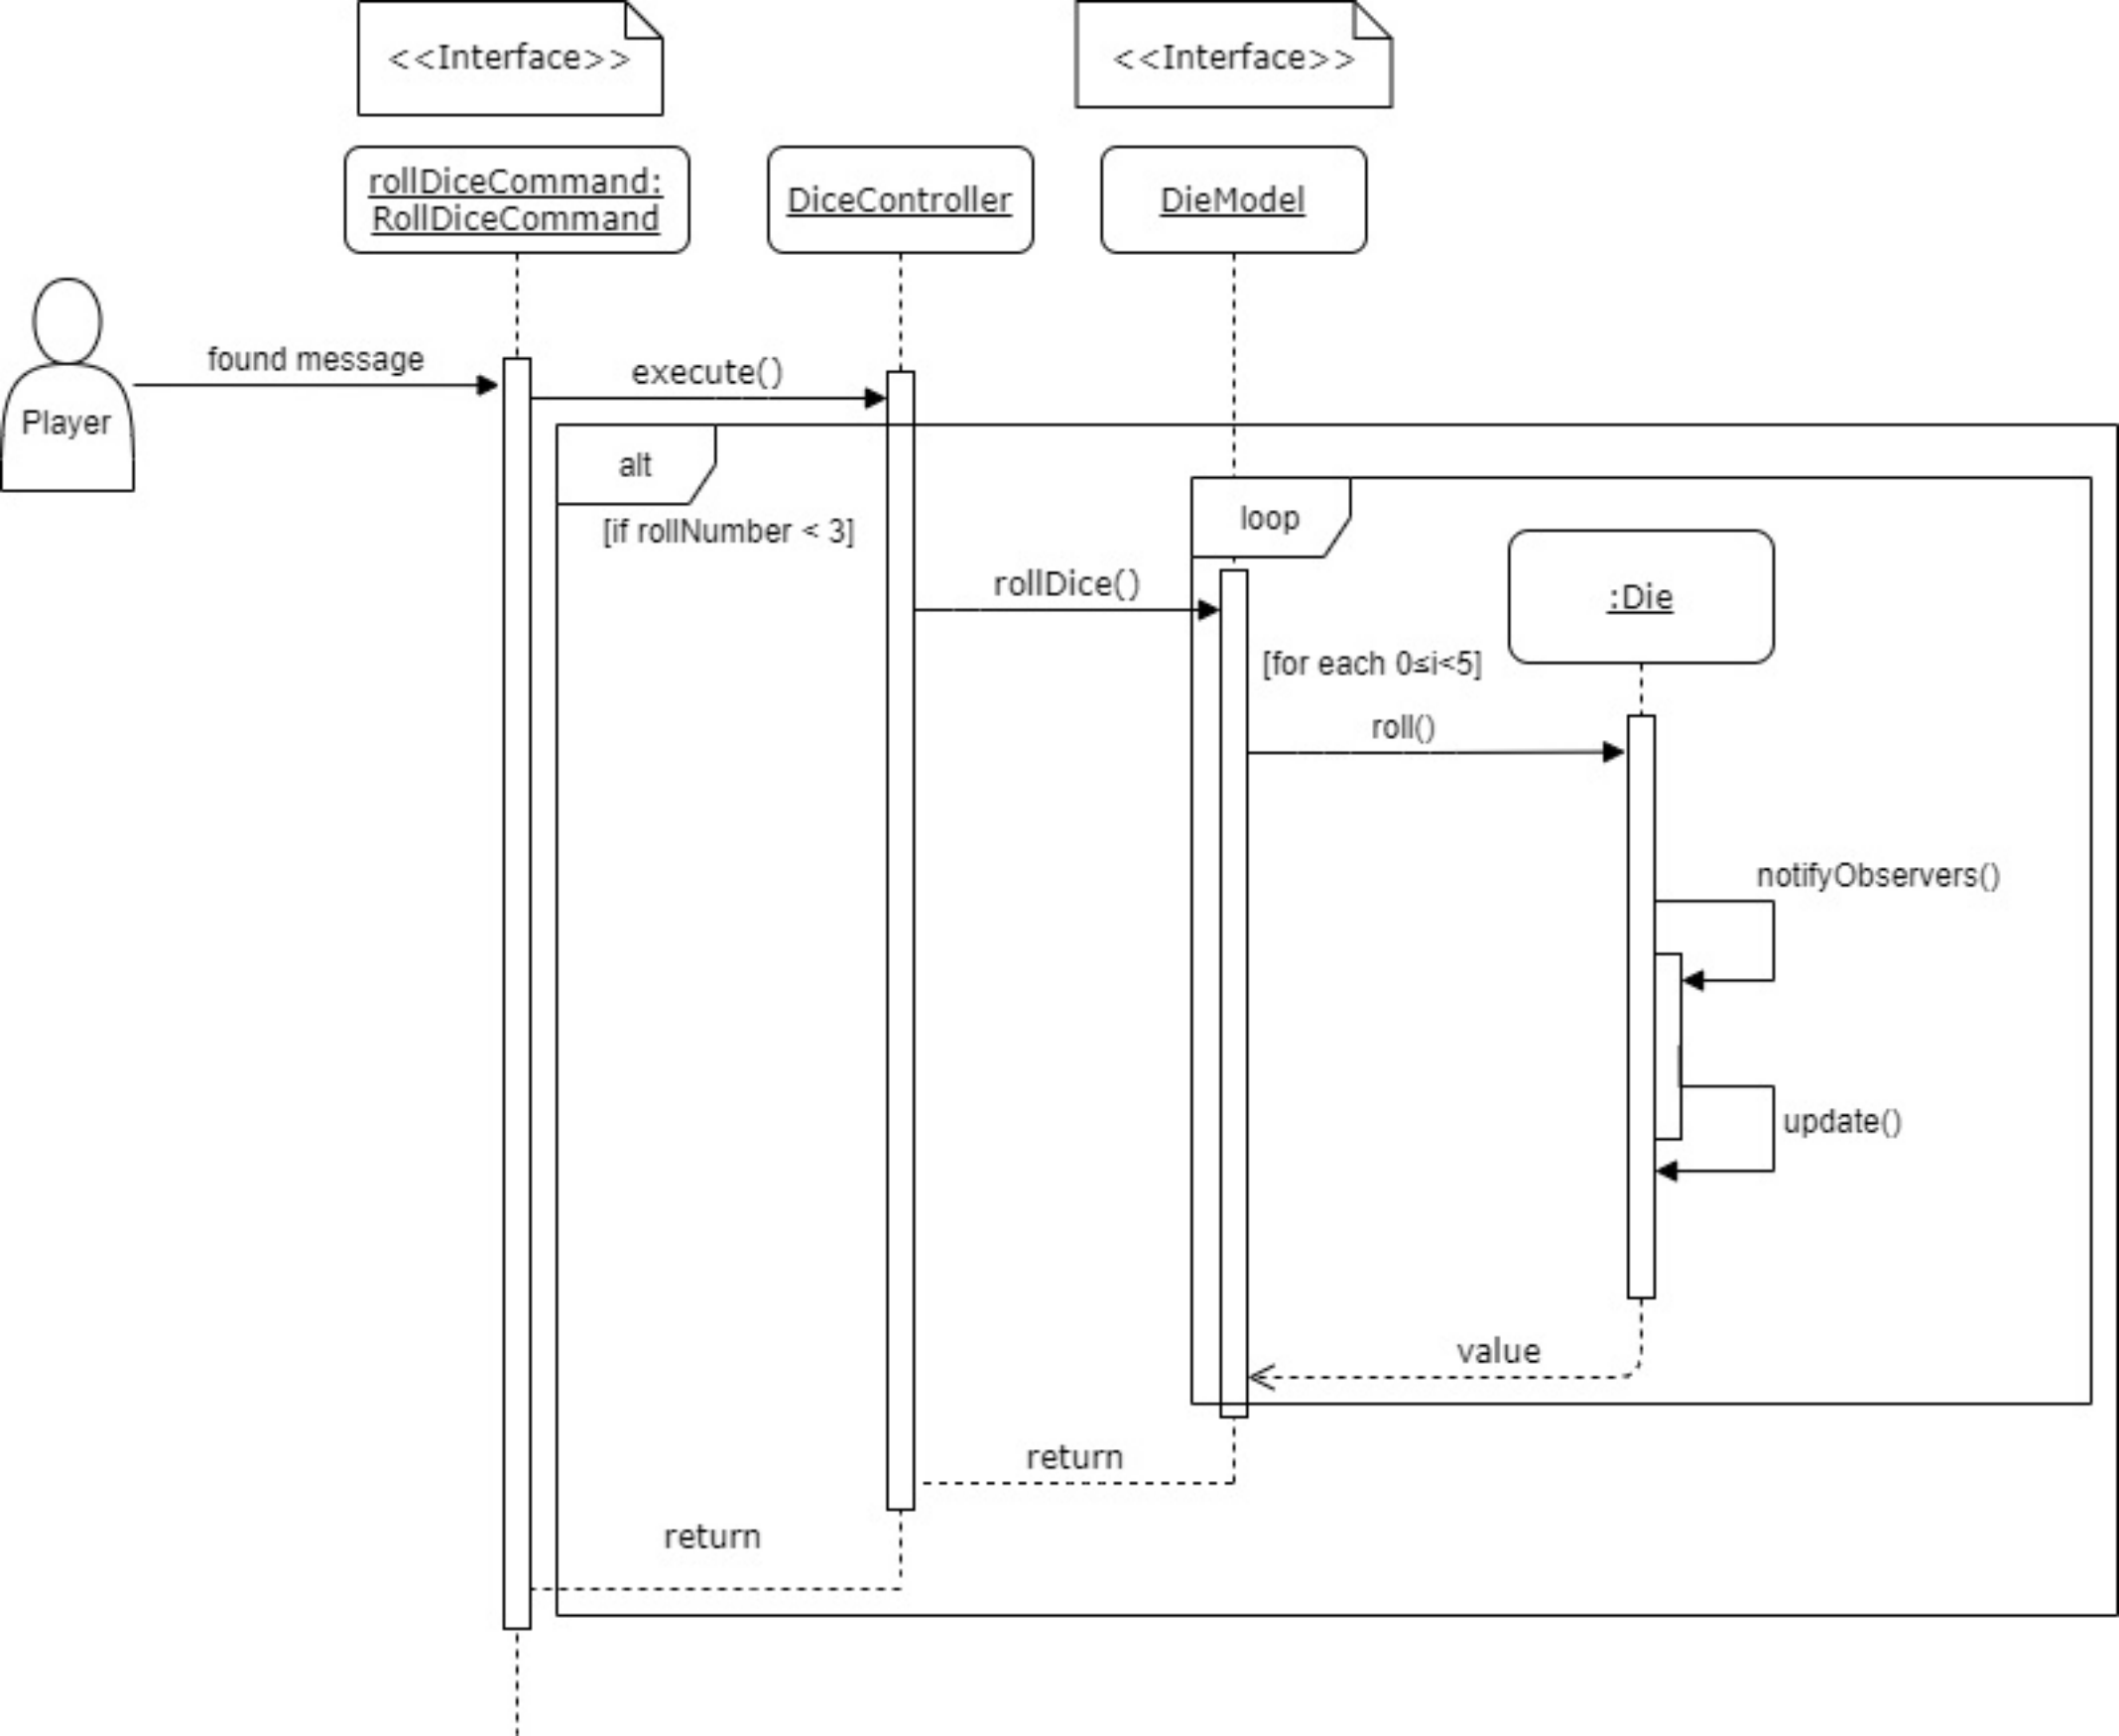 <<Interface>>
<<Interface>>
rollDiceCommand:
RollDiceCommand
DiceController
DieModel
found message
execute()
Player
alt
loop
[if rollNumber < 3]
rollDice()
:Die
[for each 0≤i<5]
roll()
notifyObservers()
update()
value
return
return